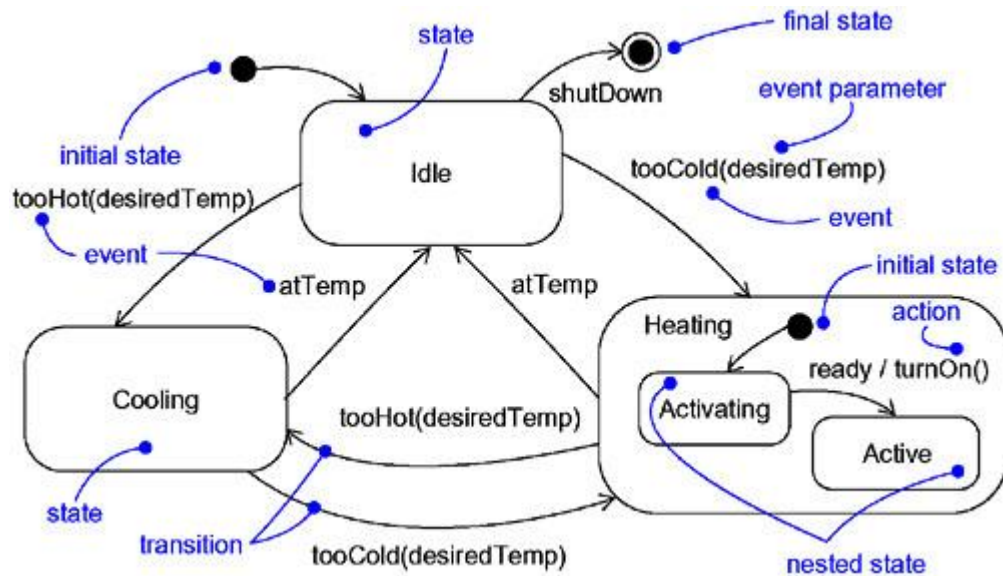 state
final state
shutDown
event parameter
initial state
Idle
tooCold(desiredTemp)
tooHot(desiredTemp)
event
event
atTemp
atTemp
initial state
Heating
action
ready / turnOn()
Cooling
Activating
tooHot(desiredTemp)
Active
state
transition
tooCold(desiredTemp)
nested state